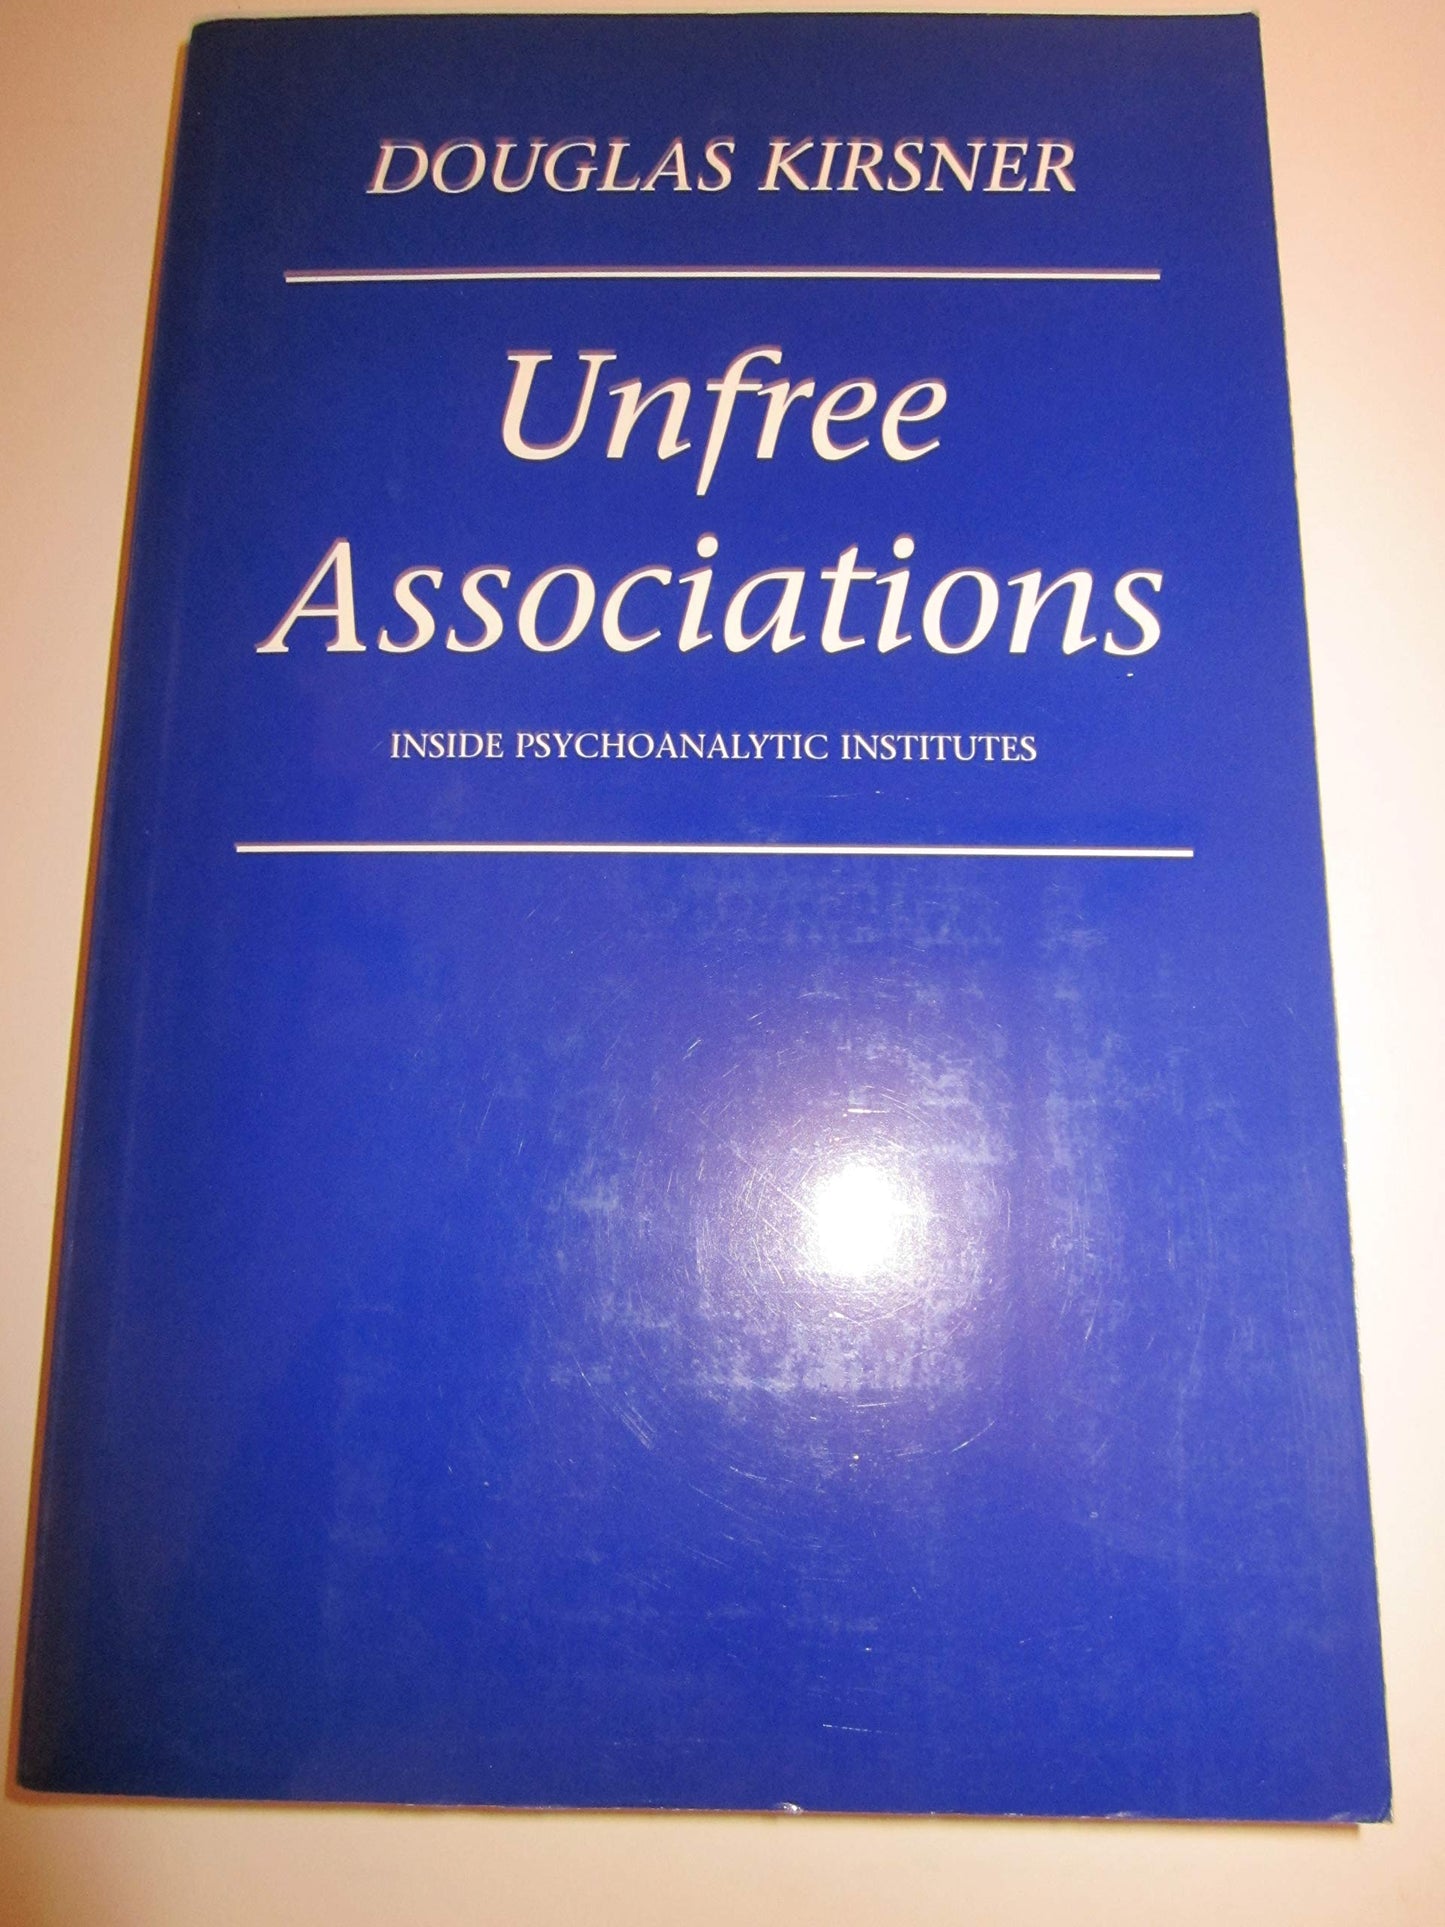 DOUGLAS KIRSNER
Unfree
Associations
INSIDE PSYCHOANALYTIC INSTITUTES